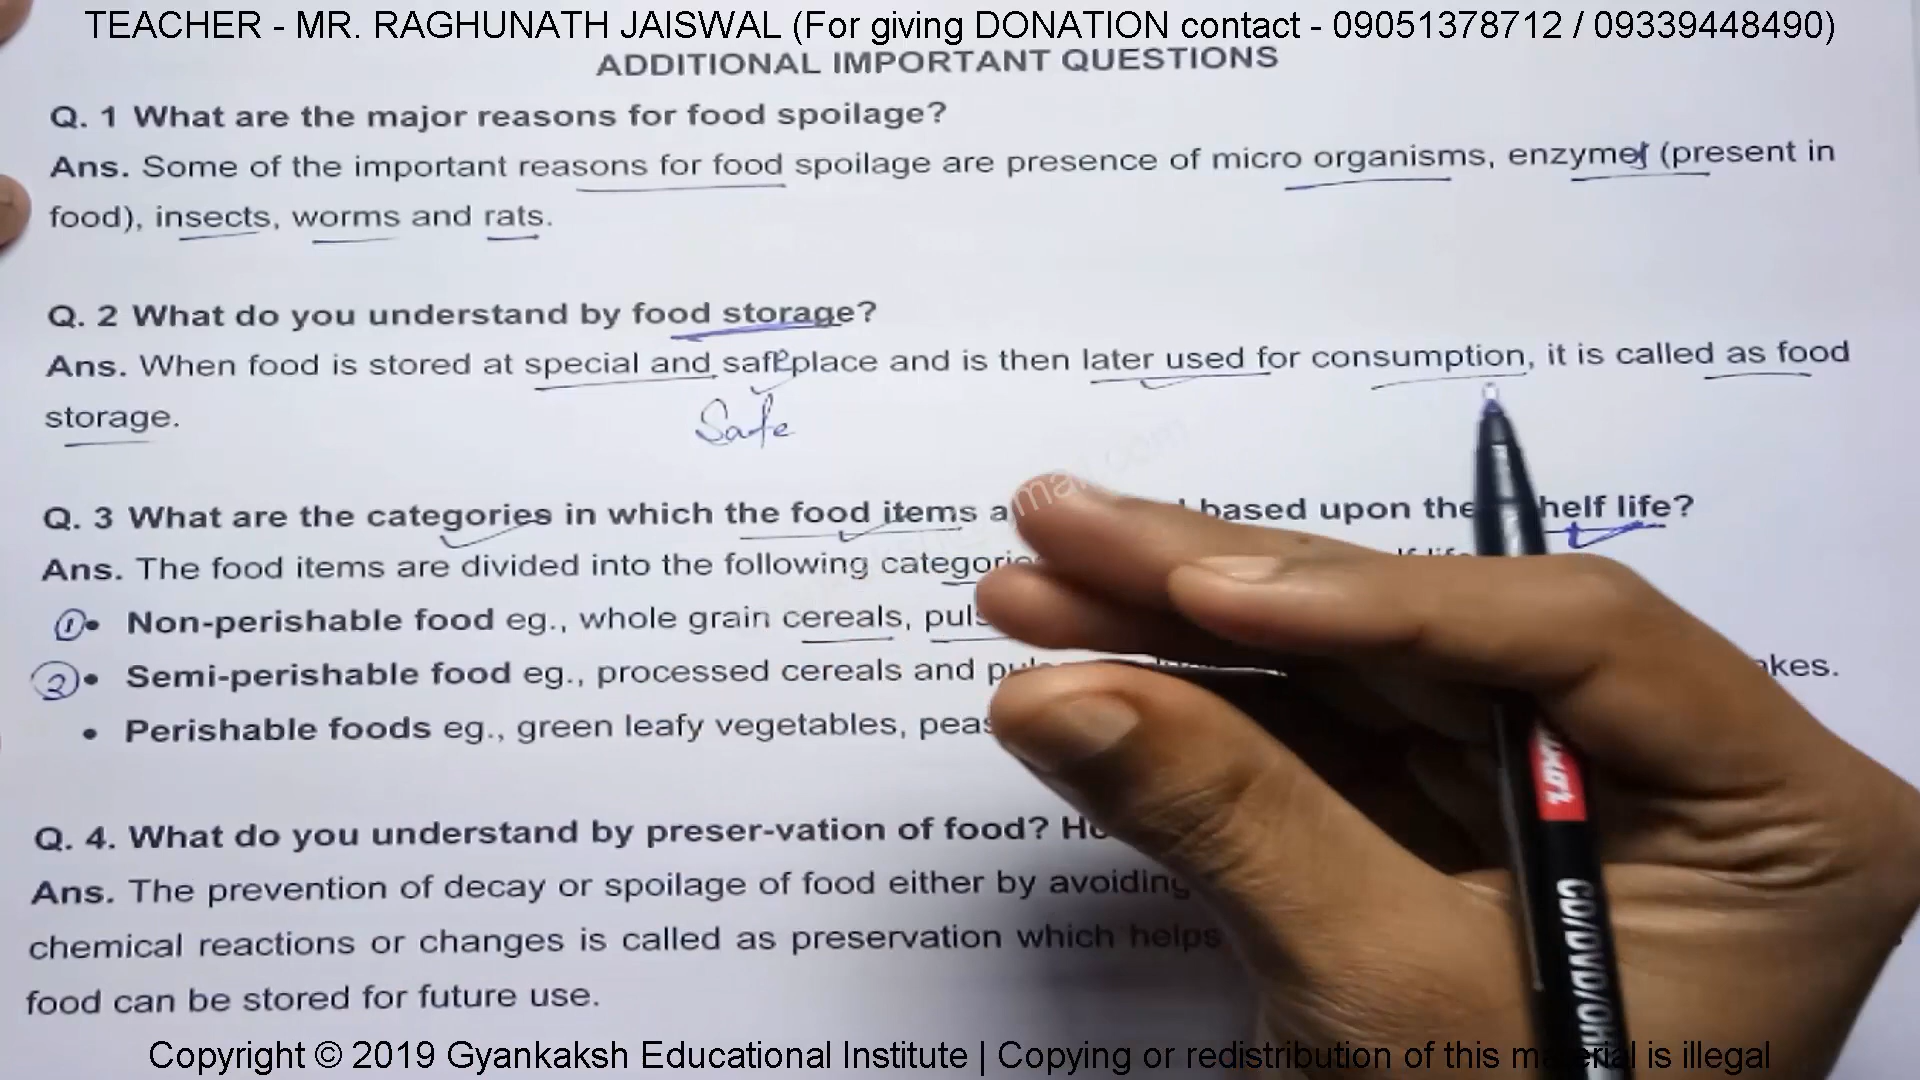 TEACHER - MR. RAGHUNATH JAISWAL (For giving DONATION contact - 09051378712 / 09339448490)
ADDITIONAL IMPORTANT QUESTIONS
Q. 1 What are the major reasons for food spoilage?
Ans. Some of the important reasons for food spoilage are presence of micro organisms, enzymes (present in
food), insects, worms and rats.
Q. 2 What do you understand by food storage?
Ans. When food is stored at special and safe place and is then later used for consumption, it is called as food
storage.
Safe
Q. 3 What are the categories in which the food items based upon the shelf life?
Ans. The food items are divided into the following
1 • Non-perishable food eg., whole grain cereals,
2 • Semi-perishable food eg., processed cereals and
• Perishable foods eg., green leafy vegetables, peas
Q. 4. What do you understand by preser-vation of food?
Ans. The prevention of decay or spoilage of food either by avoiding
chemical reactions or changes is called as preservation which helps
food can be stored for future use.
Copyright © 2019 Gyankaksh Educational Institute | Copying or redistribution of this material is illegal